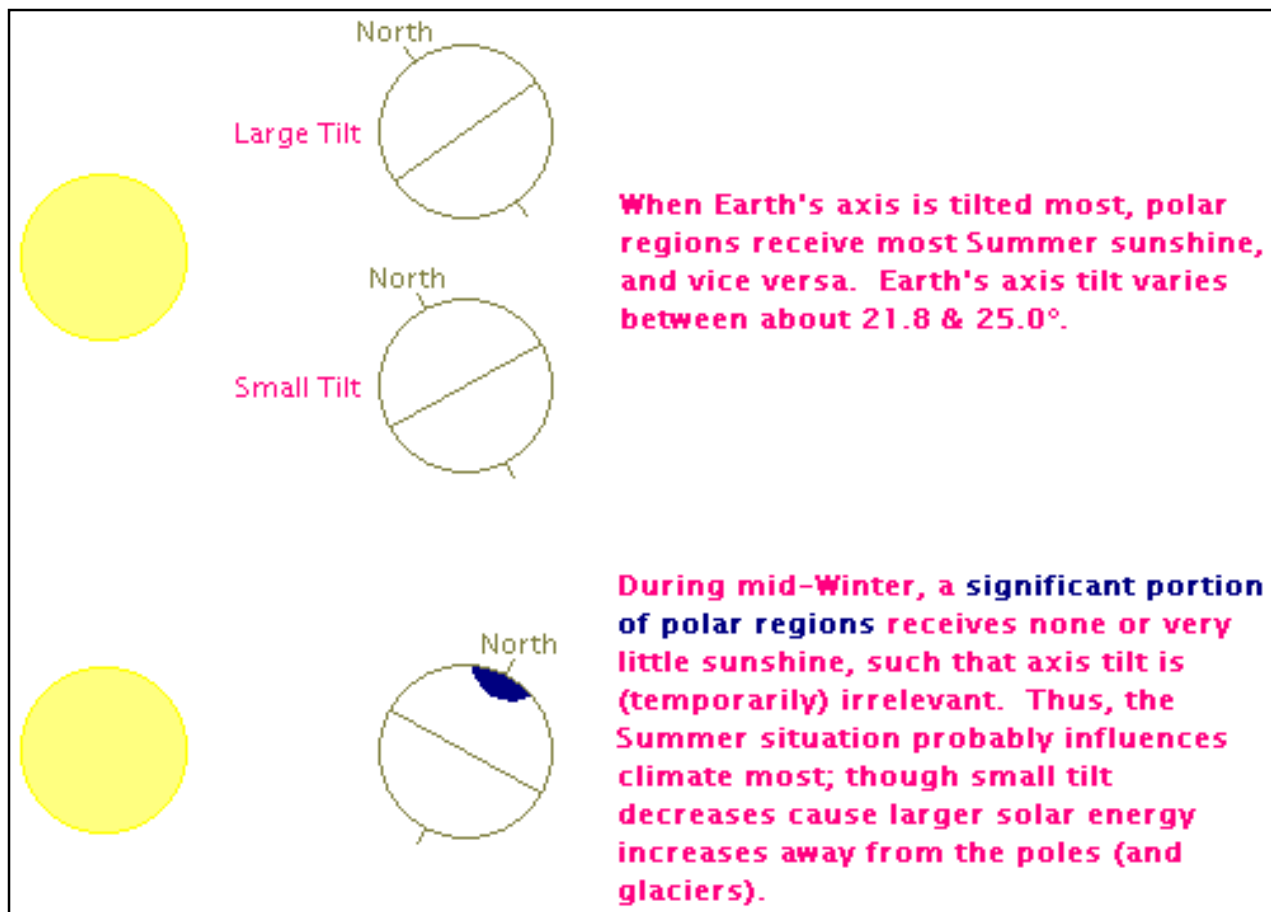 North
Large Tilt
When Earth's axis is tilted most, polar
regions receive most Summer sunshine,
and vice versa.  Earth's axis tilt varies
between about 21.8 & 25.0°.
North
Small Tilt
During mid-Winter, a significant portion
of polar regions receives none or very
little sunshine, such that axis tilt is
(temporarily) irrelevant.  Thus, the
Summer situation probably influences
climate most; though small tilt
decreases cause larger solar energy
increases away from the poles (and
glaciers).
North